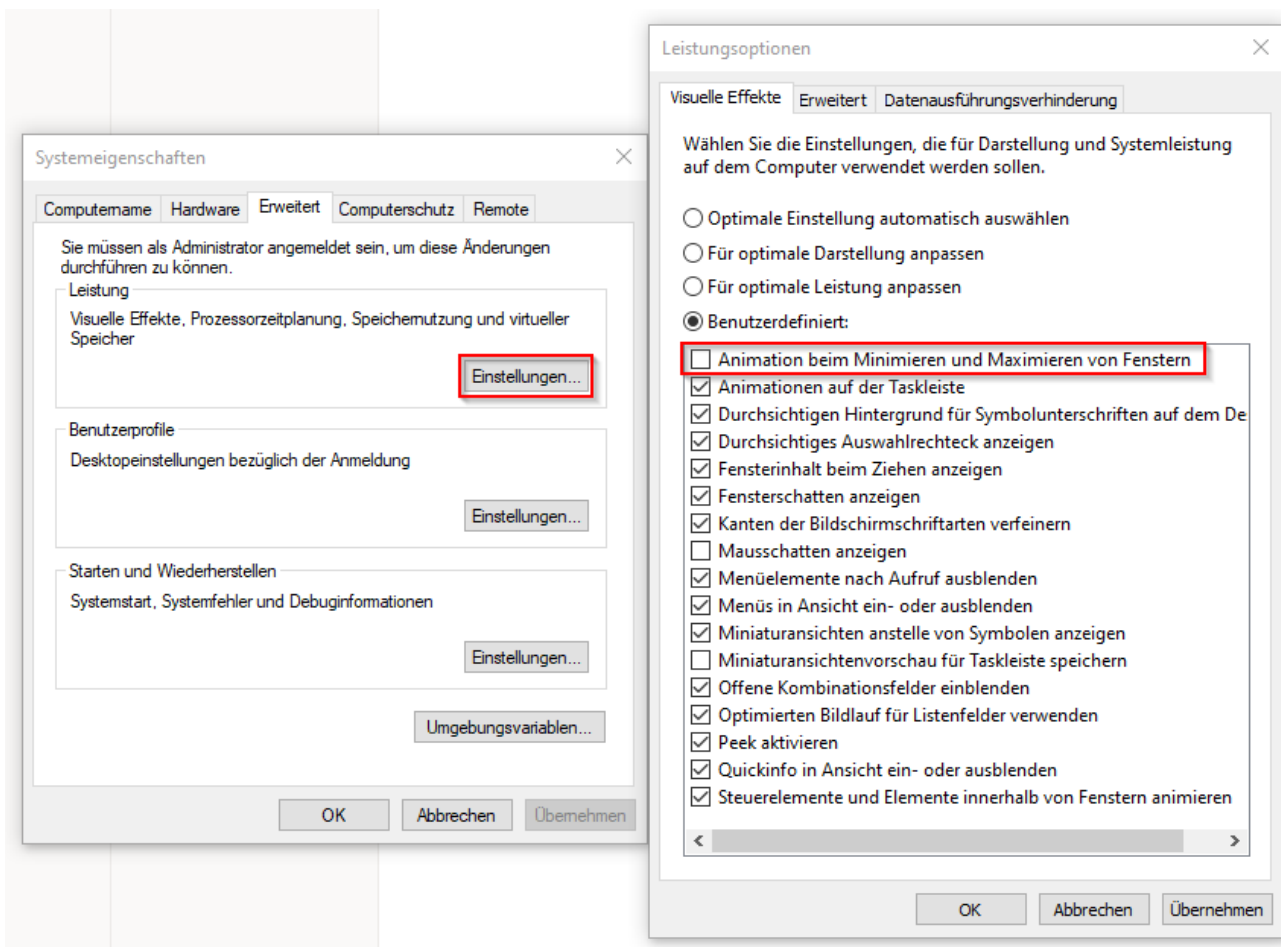 Systemeigenschaften
Computername Hardware Erweitert Computerschutz Remote
Sie müssen als Administrator angemeldet sein, um diese Änderungen
durchführen zu können.
Leistung
Visuelle Effekte, Prozessorzeitplanung, Speichernutzung und virtueller
Speicher
Einstellungen...
Benutzerprofile
Desktopeinstellungen bezüglich der Anmeldung
Einstellungen...
Starten und Wiederherstellen
Systemstart, Systemfehler und Debuginformationen
Einstellungen...
Umgebungsvariablen...
OK Abbrechen Übernehmen
Leistungsoptionen
Visuelle Effekte Erweitert Datenausführungsverhinderung
Wählen Sie die Einstellungen, die für Darstellung und Systemleistung
auf dem Computer verwendet werden sollen.
Optimale Einstellung automatisch auswählen
Für optimale Darstellung anpassen
Für optimale Leistung anpassen
Benutzerdefiniert:
Animation beim Minimieren und Maximieren von Fenstern
Animationen auf der Taskleiste
Durchsichtigen Hintergrund für Symbolunterschriften auf dem De
Durchsichtiges Auswahlrechteck anzeigen
Fensterinhalt beim Ziehen anzeigen
Fensterschatten anzeigen
Kanten der Bildschirmschriftarten verfeinern
Mausschatten anzeigen
Menüelemente nach Aufruf ausblenden
Menüs in Ansicht ein- oder ausblenden
Miniaturansichten anstelle von Symbolen anzeigen
Miniaturansichtenvorschau für Taskleiste speichern
Offene Kombinationsfelder einblenden
Optimierten Bildlauf für Listenfelder verwenden
Peek aktivieren
Quickinfo in Ansicht ein- oder ausblenden
Steuerelemente und Elemente innerhalb von Fenstern animieren
OK Abbrechen Übernehmen